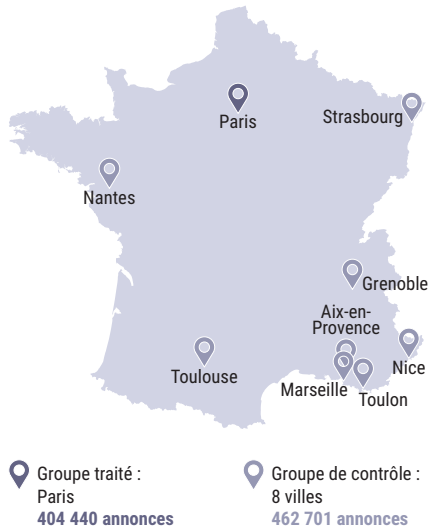 Paris
Strasbourg
Nantes
Grenoble
Aix-en-
Provence
Toulouse
Nice
Marseille
Toulon
Groupe traité :
Paris
404 440 annonces
Groupe de contrôle :
8 villes
462 701 annonces